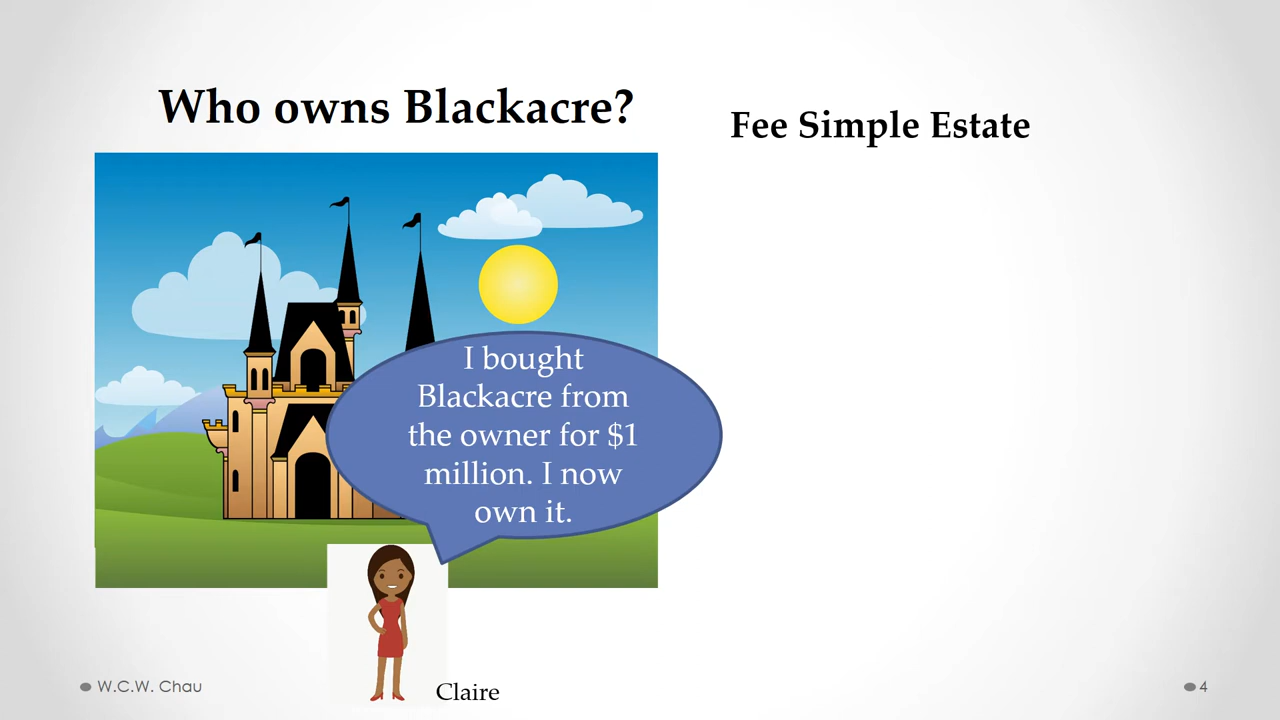 Who owns Blackacre?
Fee Simple Estate
I bought
Blackacre from
the owner for $1
million. I now
own it.
Claire
W.C.W. Chau
4